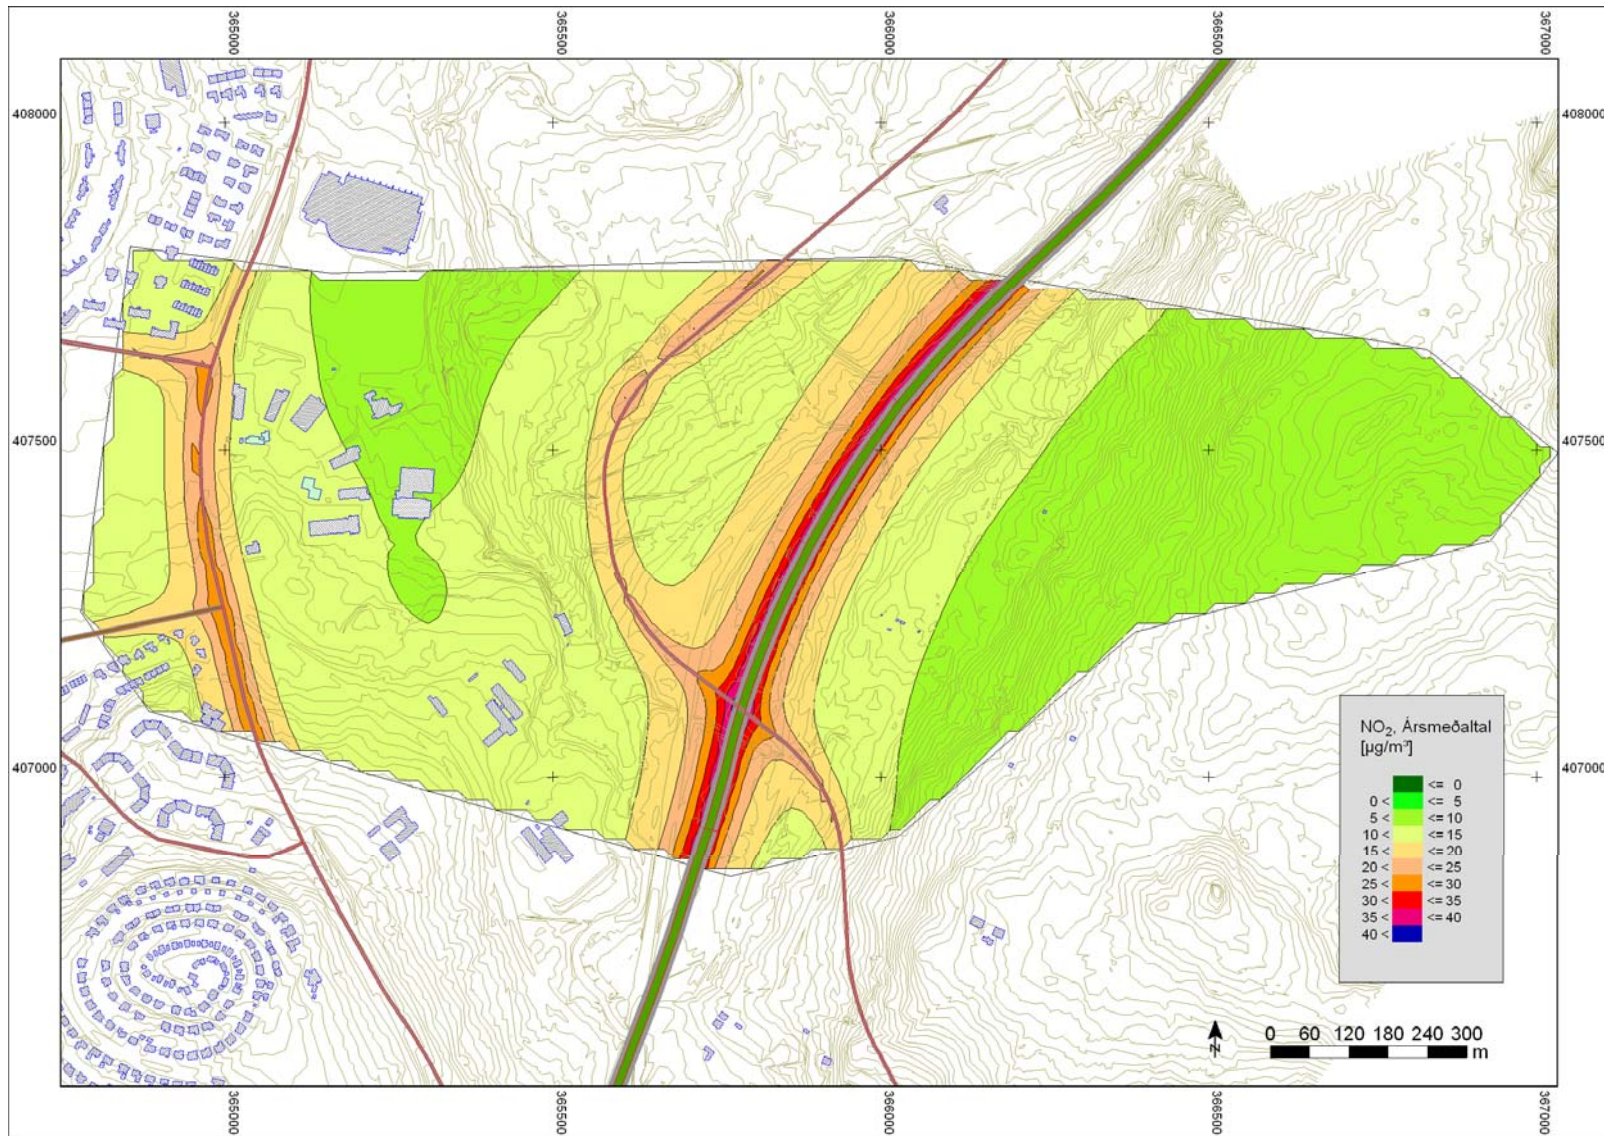 365000 365500 366000 366500 367000
408000 408000
407500 407500
407000 407000
NO₂, Ársmeðaltal
[µg/m³]
<= 0
0 < <= 5
5 < <= 10
10 < <= 15
15 < <= 20
20 < <= 25
25 < <= 30
30 < <= 35
35 < <= 40
40 <
N
0 60 120 180 240 300
m
365000 365500 366000 366500 367000